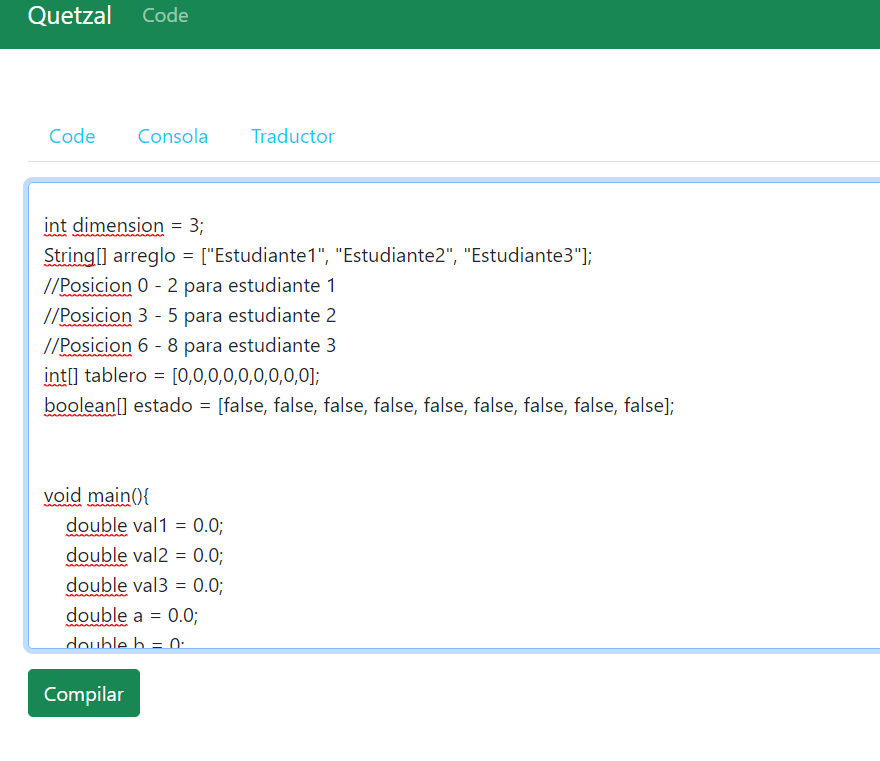 Quetzal Code
Code Consola Traductor
int dimension = 3;
String[] arreglo = ["Estudiante1", "Estudiante2", "Estudiante3"];
//Posicion 0 - 2 para estudiante 1
//Posicion 3 - 5 para estudiante 2
//Posicion 6 - 8 para estudiante 3
int[] tablero = [0,0,0,0,0,0,0,0,0];
boolean[] estado = [false, false, false, false, false, false, false, false, false];
void main(){
double val1 = 0.0;
double val2 = 0.0;
double val3 = 0.0;
double a = 0.0;
double b = 0;
Compilar